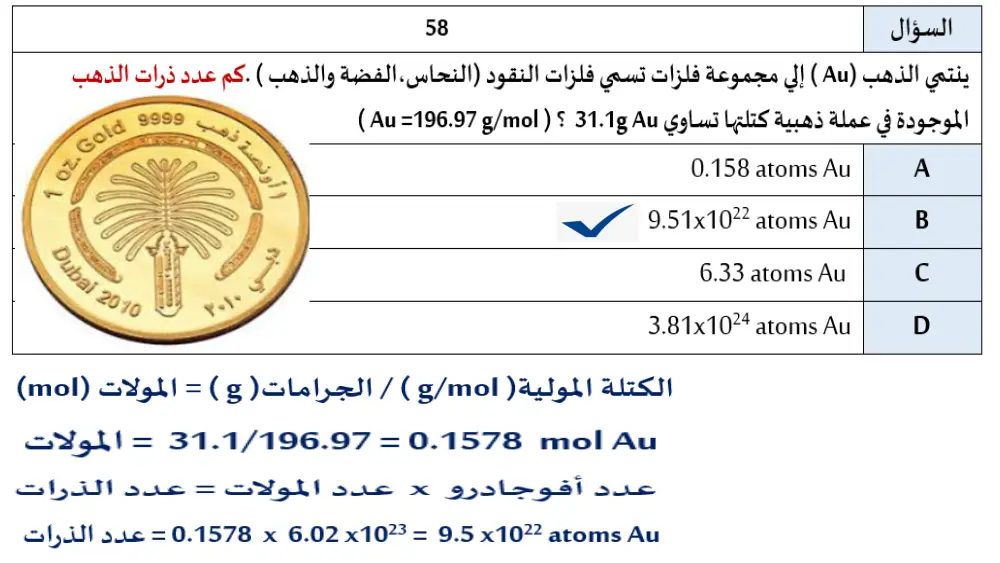 السؤال 58
ينتمي الذهب (Au ) إلي مجموعة فلزات تسمي فلزات النقود (النحاس، الفضة والذهب ) .كم عدد ذرات الذهب
الموجودة في عملة ذهبية كتلتها تساوي 31.1g Au ؟ ( Au =196.97 g/mol )
A 0.158 atoms Au
B 9.51x10²² atoms Au
C 6.33 atoms Au
D 3.81x10²⁴ atoms Au
1 oz. Gold 9999 ١ أونصة ذهب
Dubai 2010 دبي ٢٠١٠
الكتلة المولية( g/mol ) / الجرامات( g ) = المولات (mol)
المولات = 31.1/196.97 = 0.1578 mol Au
عدد أفوجادرو x عدد المولات = عدد الذرات
عدد الذرات = 0.1578 x 6.02 x10²³ = 9.5 x10²² atoms Au